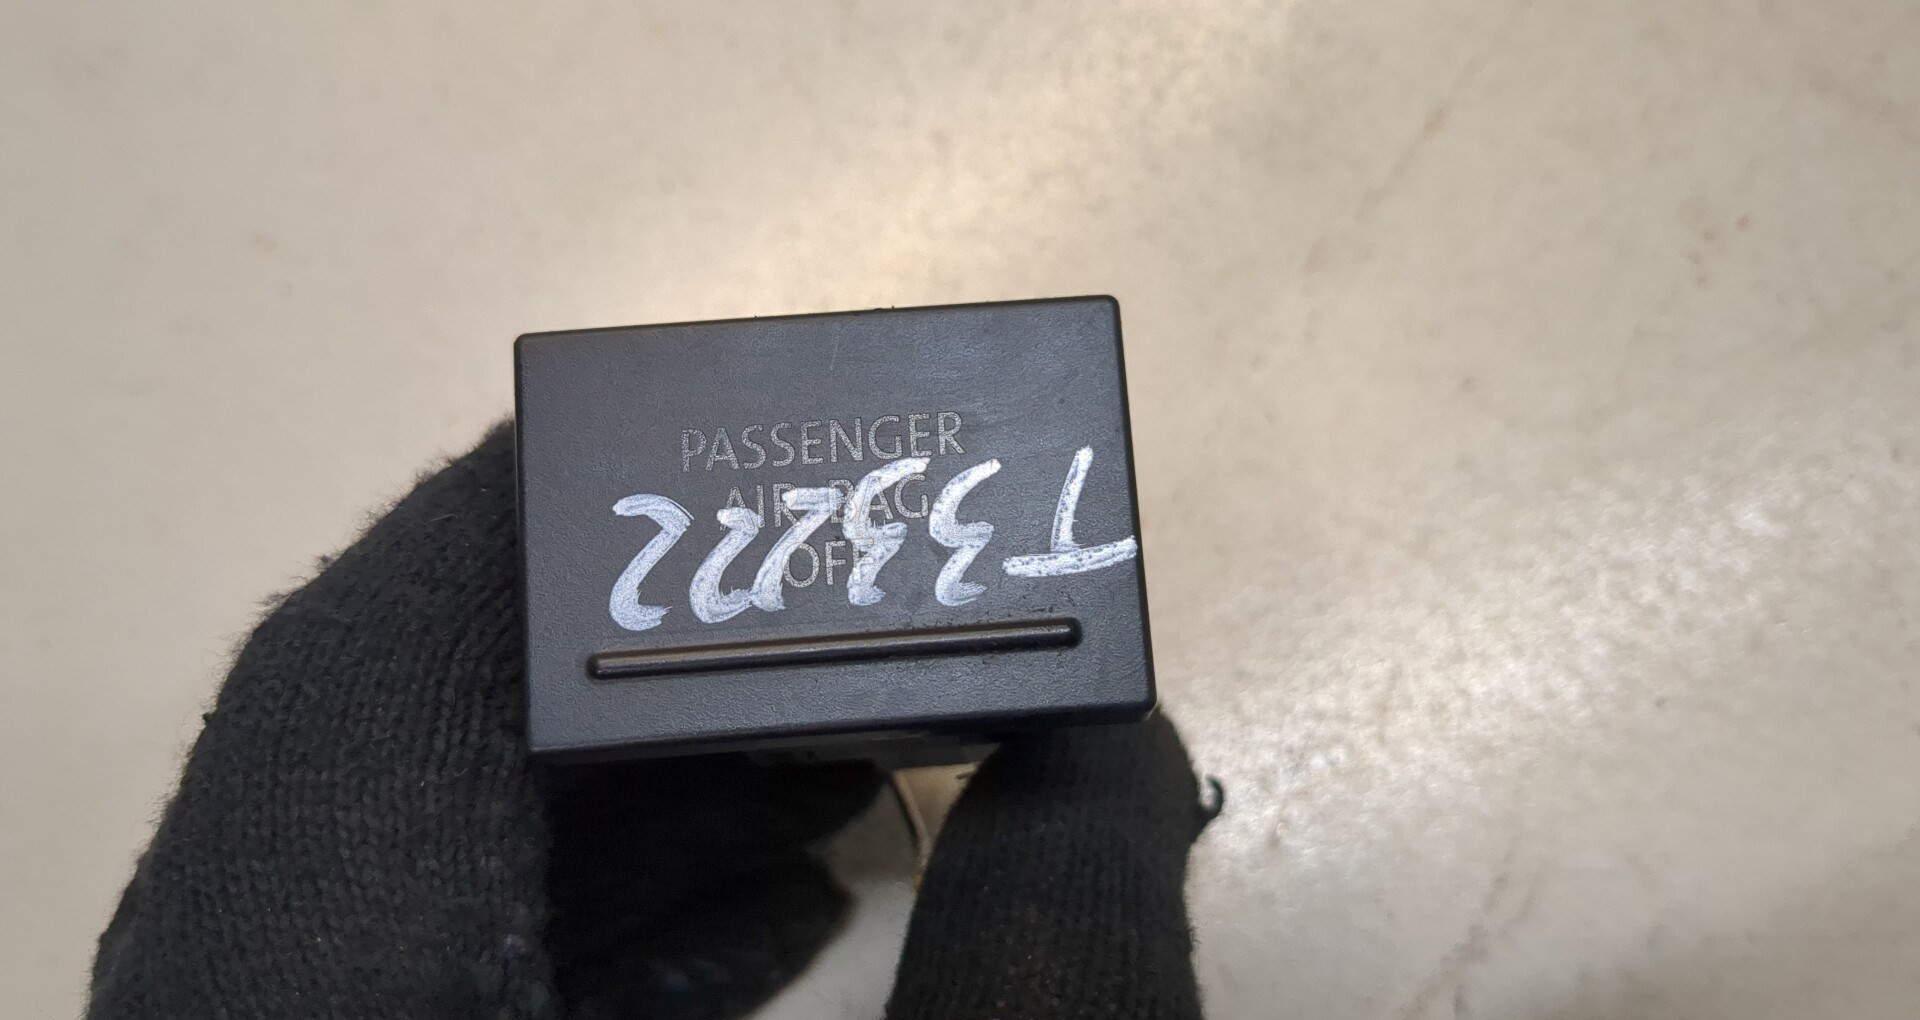 PASSENGER
AIR BAG
OFF
T33222